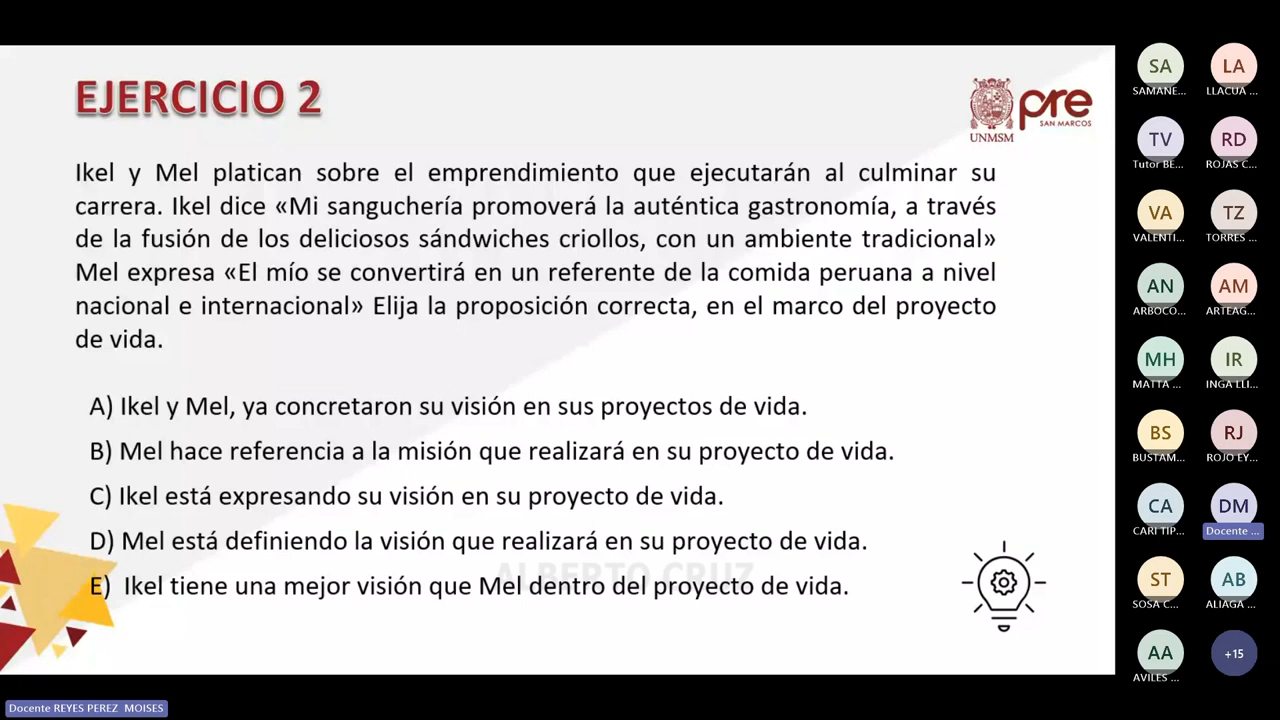 EJERCICIO 2
UNMSM
pre
SAN MARCOS
Ikel y Mel platican sobre el emprendimiento que ejecutarán al culminar su
carrera. Ikel dice «Mi sanguchería promoverá la auténtica gastronomía, a través
de la fusión de los deliciosos sándwiches criollos, con un ambiente tradicional»
Mel expresa «El mío se convertirá en un referente de la comida peruana a nivel
nacional e internacional» Elija la proposición correcta, en el marco del proyecto
de vida.
A) Ikel y Mel, ya concretaron su visión en sus proyectos de vida.
B) Mel hace referencia a la misión que realizará en su proyecto de vida.
C) Ikel está expresando su visión en su proyecto de vida.
D) Mel está definiendo la visión que realizará en su proyecto de vida.
E) Ikel tiene una mejor visión que Mel dentro del proyecto de vida.
ALBERTO CRUZ
Docente REYES PEREZ MOISES
SA LA
SAMANE... LLACUA ...
TV RD
Tutor BE... ROJAS C...
VA TZ
VALENTI... TORRES ...
AN AM
ARBOCO... ARTEAG...
MH IR
MATTA ... INGA LLI...
BS RJ
BUSTAM... ROJO EY...
CA DM
CARI TIP... Docente ...
ST AB
SOSA C... ALIAGA ...
AA +15
AVILES ...